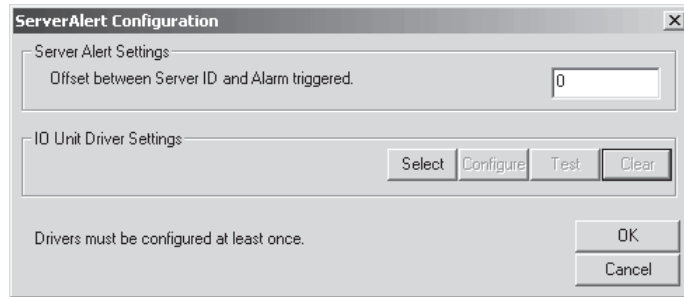 ServerAlert Configuration
Server Alert Settings
Offset between Server ID and Alarm triggered.
0
IO Unit Driver Settings
Select Configure Test Clear
Drivers must be configured at least once.
OK
Cancel